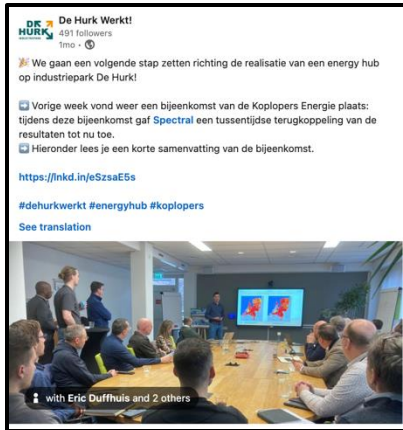 DE
HURK
De Hurk Werkt!
491 followers
1mo •
We gaan een volgende stap zetten richting de realisatie van een energy hub
op industriepark De Hurk!
Vorige week vond weer een bijeenkomst van de Koplopers Energie plaats:
tijdens deze bijeenkomst gaf Spectral een tussentijdse terugkoppeling van de
resultaten tot nu toe.
Hieronder lees je een korte samenvatting van de bijeenkomst.
https://lnkd.in/eSzsaE5s
#dehurkwerkt #energyhub #koplopers
See translation
with Eric Duffhuis and 2 others